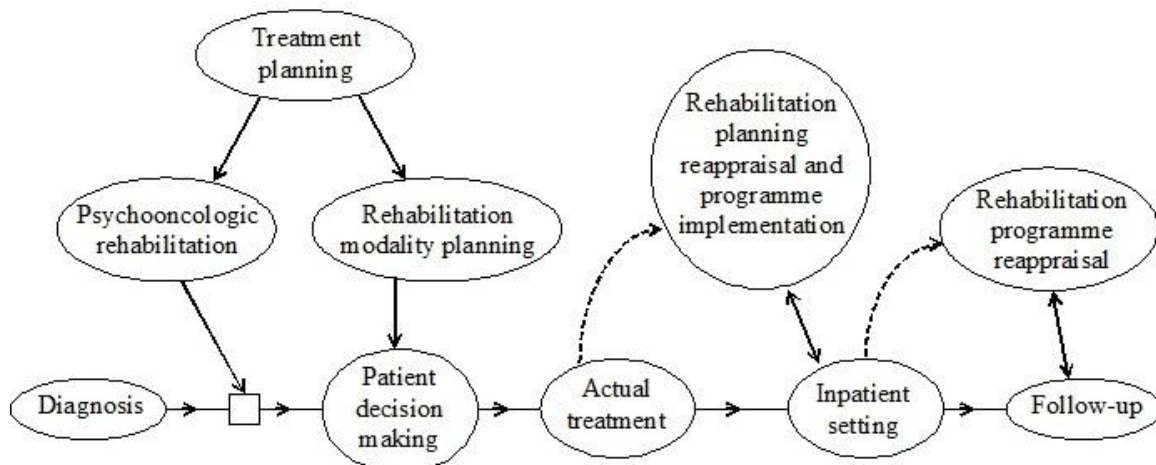 Treatment
planning
Psychooncologic
rehabilitation
Rehabilitation
modality planning
Rehabilitation
planning
reappraisal and
programme
implementation
Rehabilitation
programme
reappraisal
Diagnosis
Patient
decision
making
Actual
treatment
Inpatient
setting
Follow-up